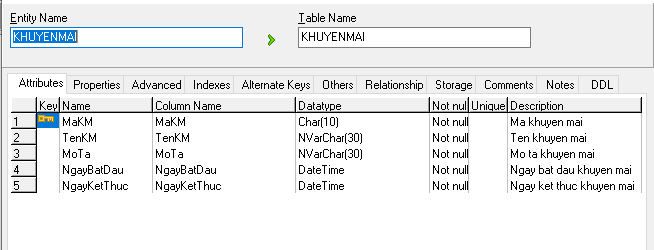 Entity Name Table Name
KHUYENMAI KHUYENMAI
Attributes Properties Advanced Indexes Alternate Keys Others Relationship Storage Comments Notes DDL
Key Name Column Name Datatype Not null Unique Description
1 MaKM MaKM Char(10) Not null Ma khuyen mai
2 TenKM TenKM NVarChar(30) Not null Ten khuyen mai
3 MoTa MoTa NVarChar(30) Not null Mo ta khuyen mai
4 NgayBatDau NgayBatDau DateTime Not null Ngay bat dau khuyen mai
5 NgayKetThuc NgayKetThuc DateTime Not null Ngay ket thuc khuyen mai